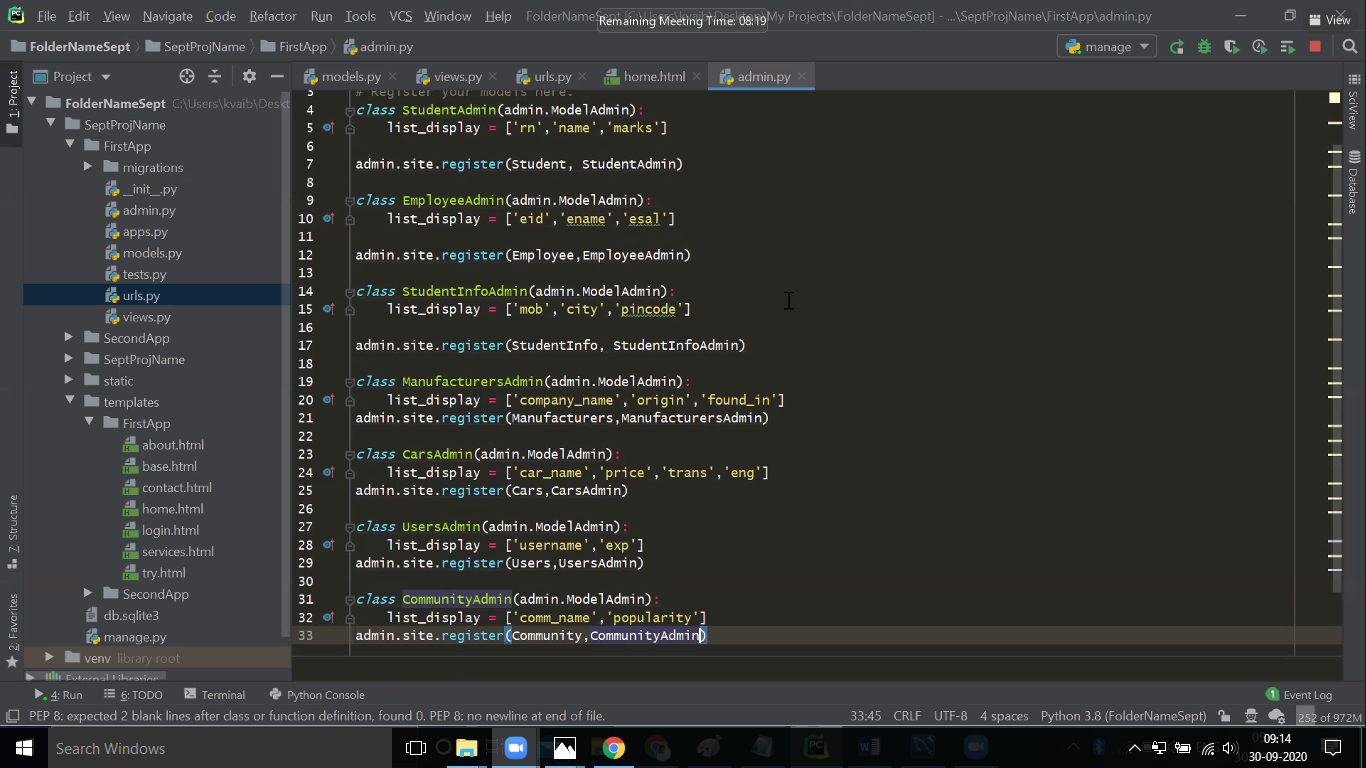 File Edit View Navigate Code Refactor Run Tools VCS Window Help
Remaining Meeting Time: 08:19
My Projects\FolderNameSept] - ...\SeptProjName\FirstApp\admin.py
View
FolderNameSept SeptProjName FirstApp admin.py
manage
Project
models.py views.py urls.py home.html admin.py
1: Project
7: Structure
2: Favorites
SciView
Database
FolderNameSept C:\Users\kvaib\Deskt
SeptProjName
FirstApp
migrations
__init__.py
admin.py
apps.py
models.py
tests.py
urls.py
views.py
SecondApp
SeptProjName
static
templates
FirstApp
about.html
base.html
contact.html
home.html
login.html
services.html
try.html
SecondApp
db.sqlite3
manage.py
venv library root
External Libraries
3 # Register your models here.
4 class StudentAdmin(admin.ModelAdmin):
5 list_display = ['rn','name','marks']
6
7 admin.site.register(Student, StudentAdmin)
8
9 class EmployeeAdmin(admin.ModelAdmin):
10 list_display = ['eid','ename','esal']
11
12 admin.site.register(Employee,EmployeeAdmin)
13
14 class StudentInfoAdmin(admin.ModelAdmin):
15 list_display = ['mob','city','pincode']
16
17 admin.site.register(StudentInfo, StudentInfoAdmin)
18
19 class ManufacturersAdmin(admin.ModelAdmin):
20 list_display = ['company_name','origin','found_in']
21 admin.site.register(Manufacturers,ManufacturersAdmin)
22
23 class CarsAdmin(admin.ModelAdmin):
24 list_display = ['car_name','price','trans','eng']
25 admin.site.register(Cars,CarsAdmin)
26
27 class UsersAdmin(admin.ModelAdmin):
28 list_display = ['username','exp']
29 admin.site.register(Users,UsersAdmin)
30
31 class CommunityAdmin(admin.ModelAdmin):
32 list_display = ['comm_name','popularity']
33 admin.site.register(Community,CommunityAdmin)
4: Run 6: TODO Terminal Python Console 1 Event Log
PEP 8: expected 2 blank lines after class or function definition, found 0. PEP 8: no newline at end of file. 33:45 CRLF UTF-8 4 spaces Python 3.8 (FolderNameSept) 252 of 972M
Search Windows
09:14
30-09-2020